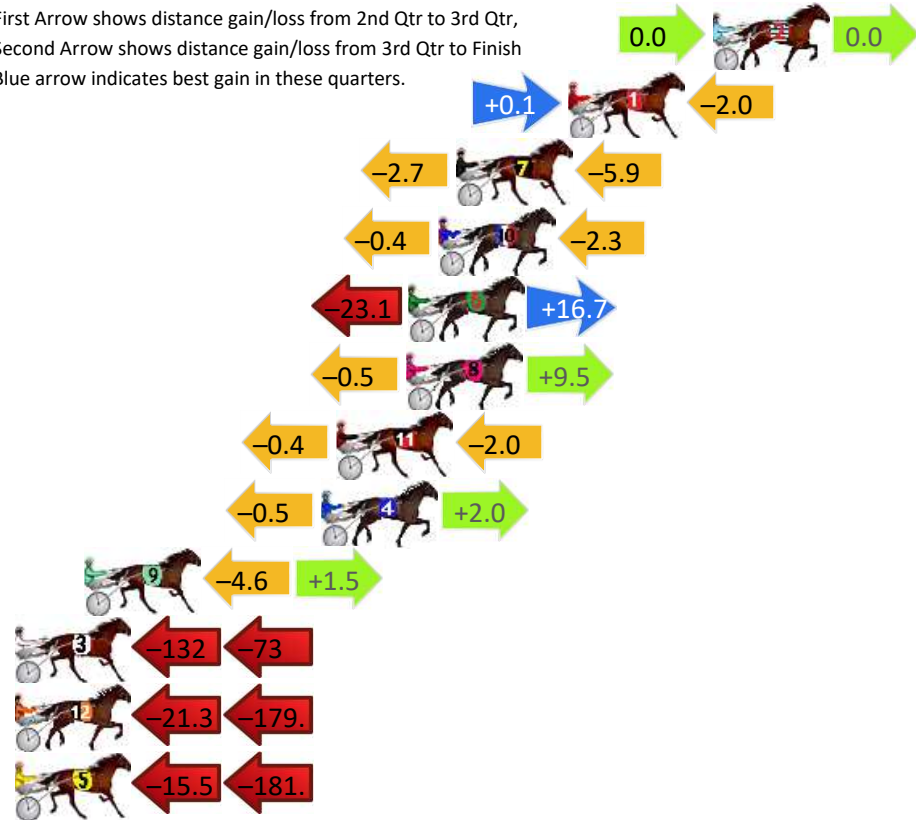 First Arrow shows distance gain/loss from 2nd Qtr to 3rd Qtr,
Second Arrow shows distance gain/loss from 3rd Qtr to Finish
Blue arrow indicates best gain in these quarters.
0.0 0.0
+0.1 1 −2.0
−2.7 7 −5.9
−0.4 10 −2.3
−23.1 6 +16.7
−0.5 8 +9.5
−0.4 11 −2.0
−0.5 4 +2.0
9 −4.6 +1.5
3 −132 −73
12 −21.3 −179.
5 −15.5 −181.